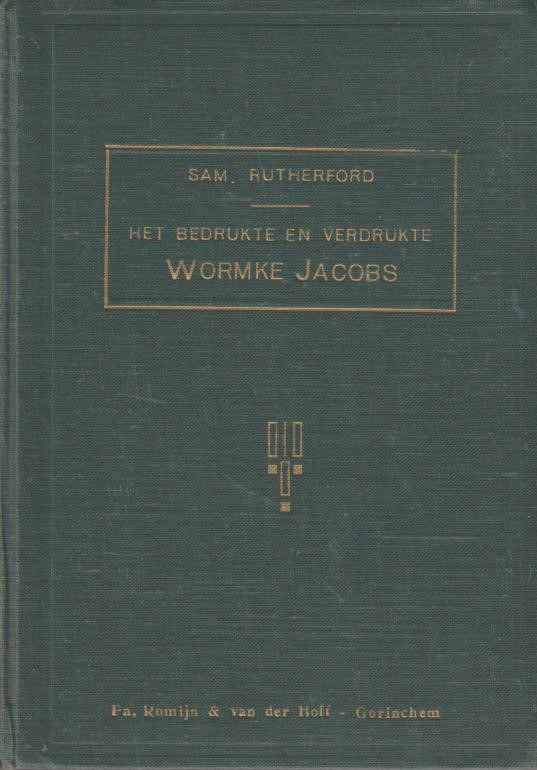 SAM. RUTHERFORD
HET BEDRUKTE EN VERDRUKTE
WORMKE JACOBS
Fa. Romijn & van der Hoff - Gorinchem